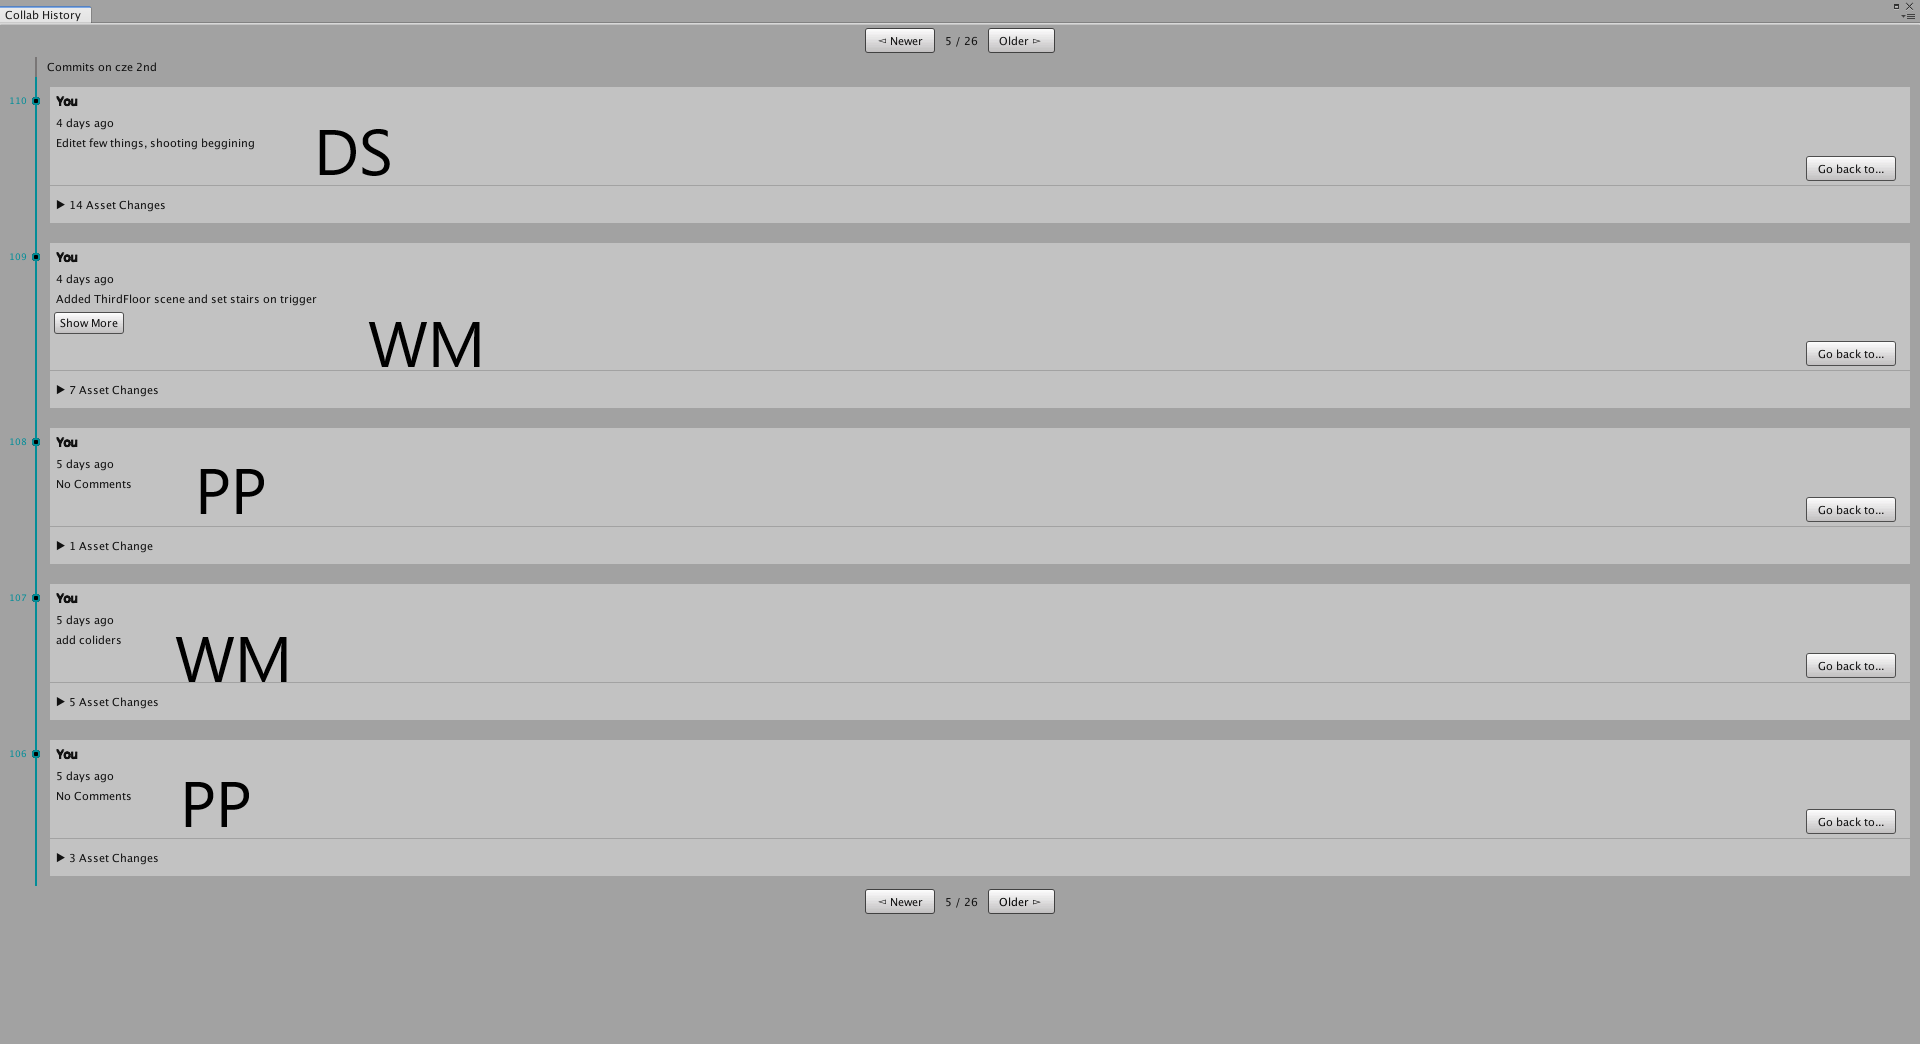 Collab History
◅ Newer 5 / 26 Older ▻
Commits on cze 2nd
110 You
4 days ago
Editet few things, shooting beggining
DS
Go back to...
▶ 14 Asset Changes
109 You
4 days ago
Added ThirdFloor scene and set stairs on trigger
Show More
WM
Go back to...
▶ 7 Asset Changes
108 You
5 days ago
No Comments
PP
Go back to...
▶ 1 Asset Change
107 You
5 days ago
add coliders
WM
Go back to...
▶ 5 Asset Changes
106 You
5 days ago
No Comments
PP
Go back to...
▶ 3 Asset Changes
◅ Newer 5 / 26 Older ▻